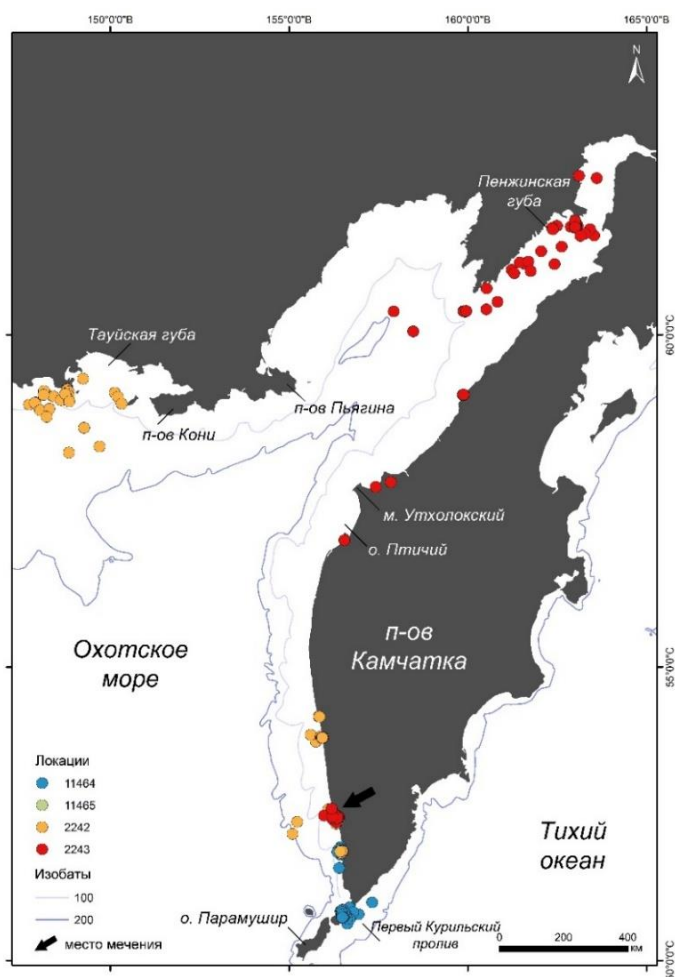 150°0'0"В 155°0'0"В 160°0'0"В 165°0'0"В
N
Пенжинская
губа
Тауйская губа
60°0'0"С
п-ов Пьягина
п-ов Кони
м. Утхолокский
о. Птичий
п-ов
Камчатка
Охотское
море
55°0'0"С
Локации
11464
11465
2242
2243
Изобаты
100
200
место мечения
Тихий
океан
о. Парамушир
Первый Курильский
пролив
0 200 400
км